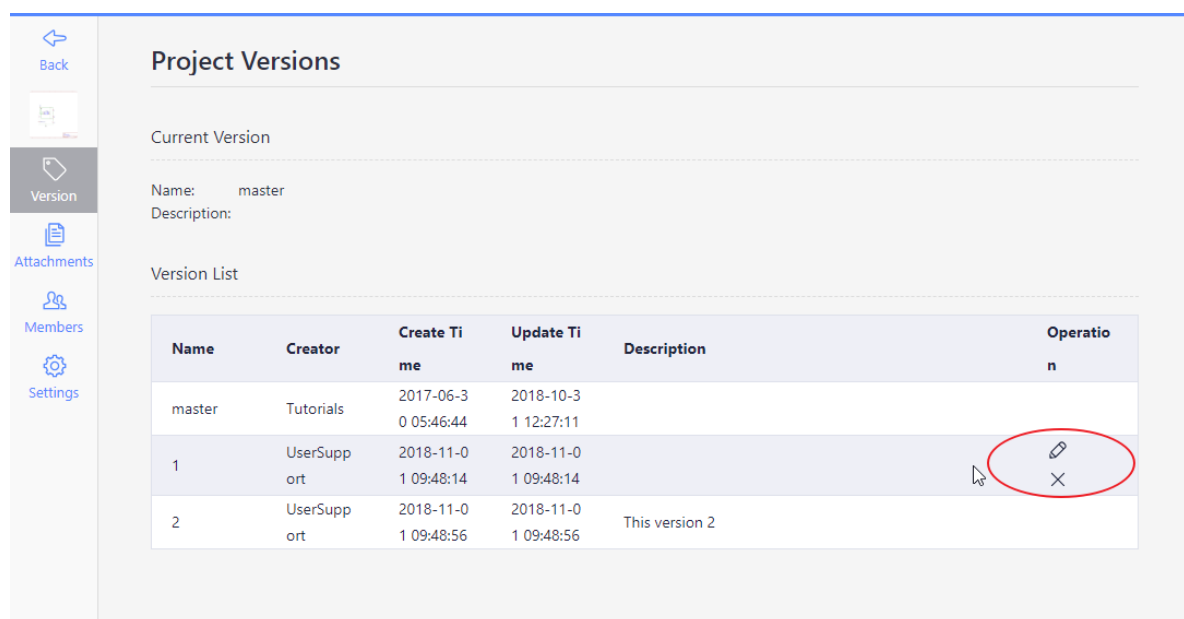 Back
Version
Attachments
Members
Settings
Project Versions
Current Version
Name: master
Description:
Version List
Name Creator Create Ti
me Update Ti
me Description Operatio
n
master Tutorials 2017-06-3
0 05:46:44 2018-10-3
1 12:27:11
1 UserSupp
ort 2018-11-0
1 09:48:14 2018-11-0
1 09:48:14
2 UserSupp
ort 2018-11-0
1 09:48:56 2018-11-0
1 09:48:56 This version 2